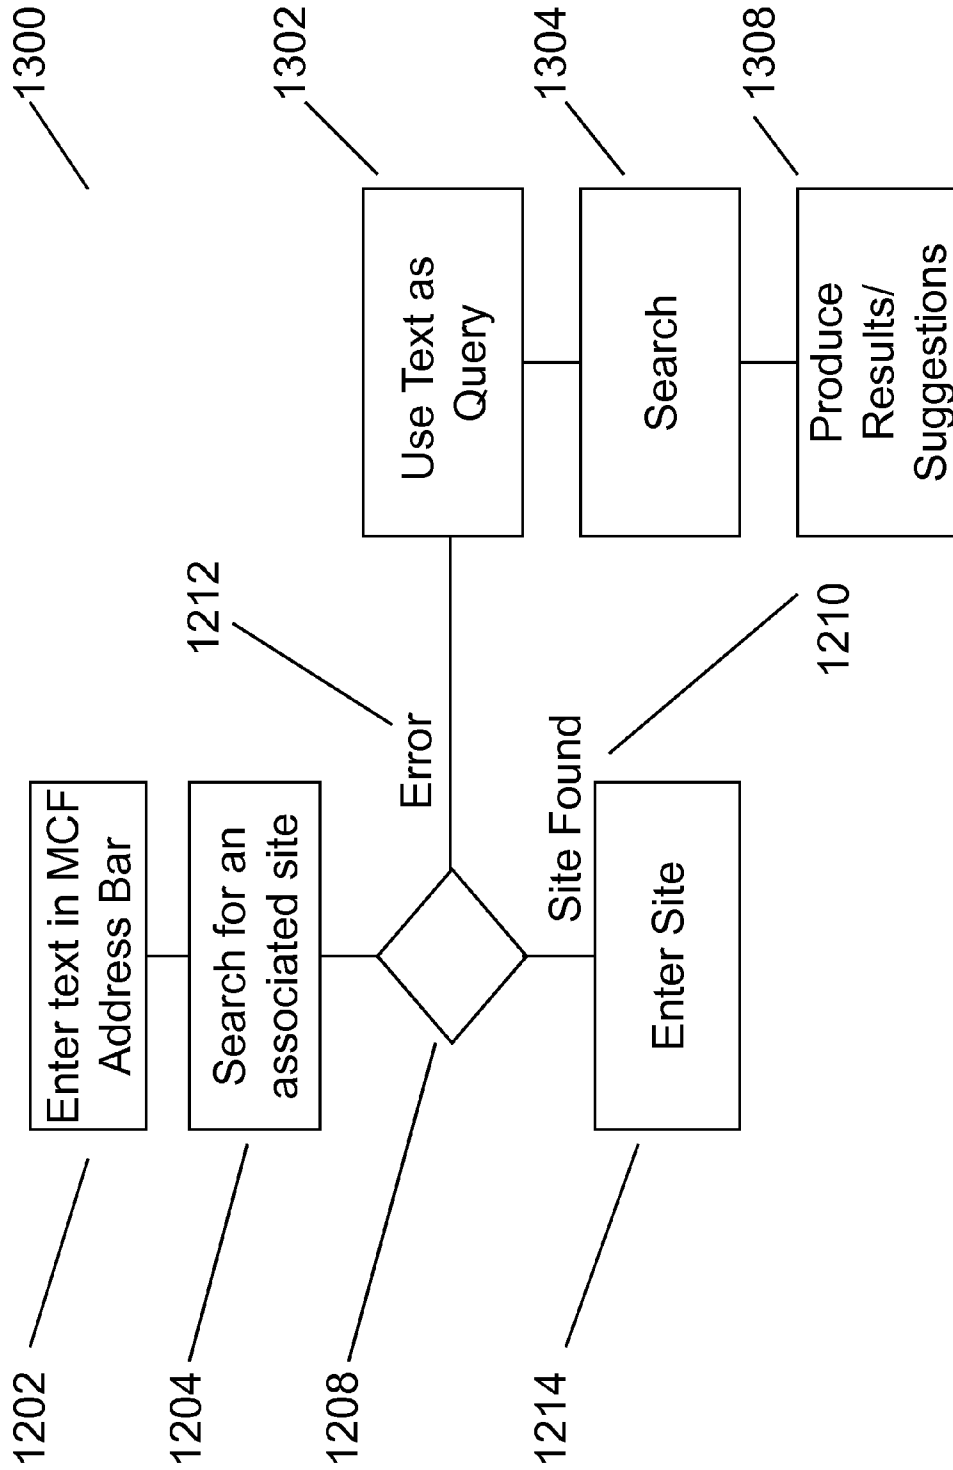 1300
1202
Enter text in MCF
Address Bar
1204
Search for an
associated site
1208
1212
Error
1302
Use Text as
Query
1304
Search
1308
Produce
Results/
Suggestions
Site Found
1210
1214
Enter Site